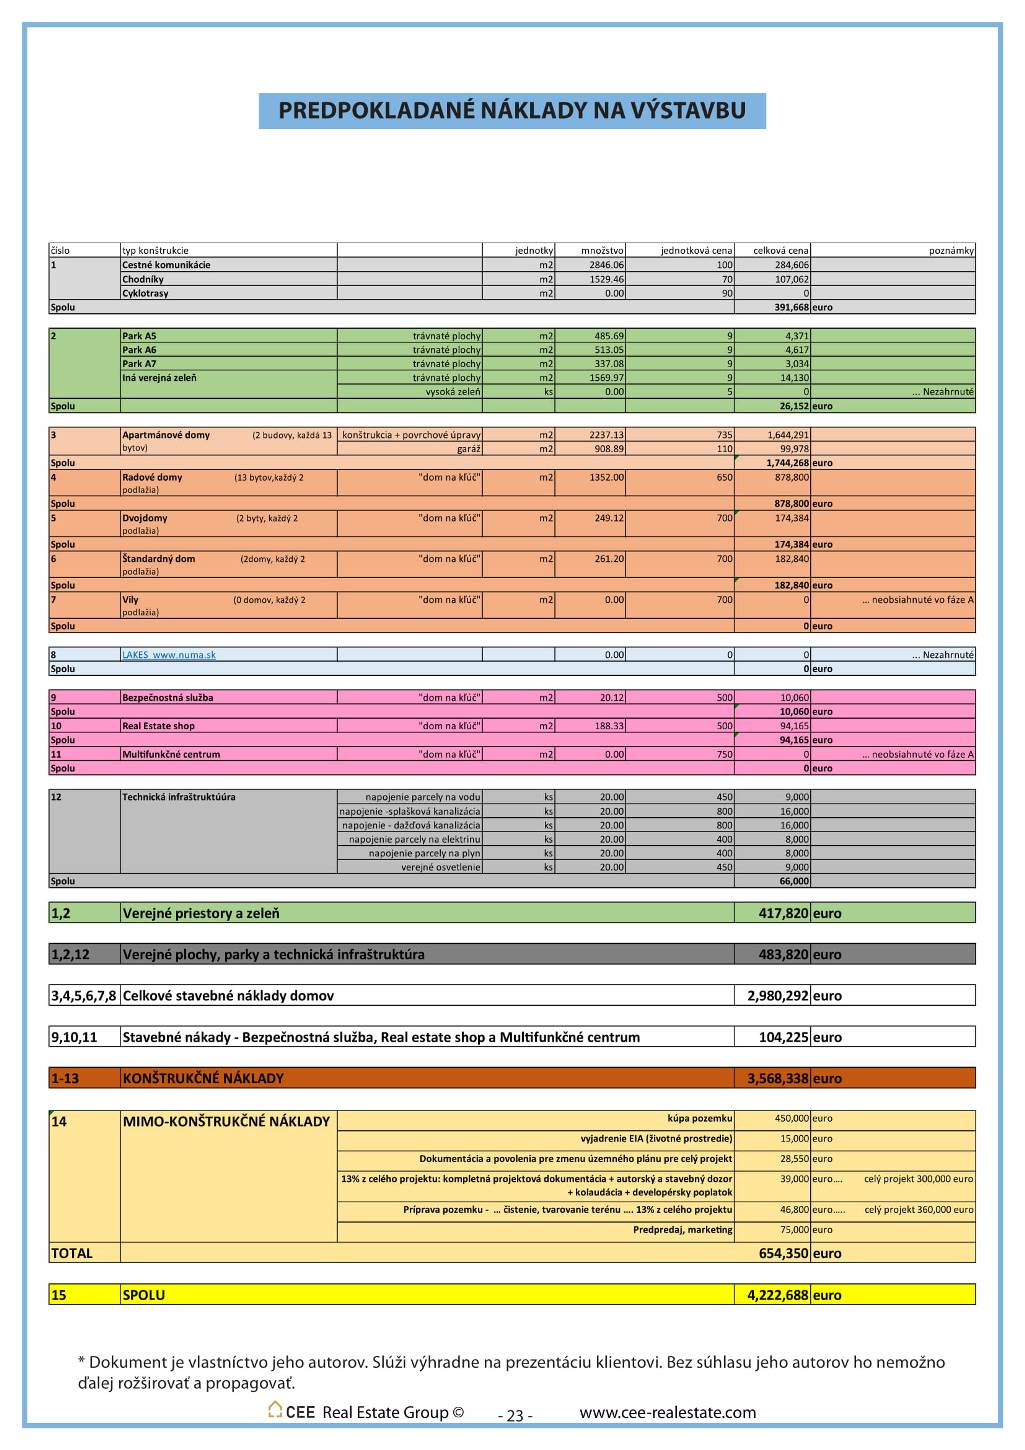 PREDPOKLADANÉ NÁKLADY NA VÝSTAVBU
číslo typ konštrukcie jednotky množstvo jednotková cena celková cena poznámky
1 Cestné komunikácie m2 2846.06 100 284,606
Chodníky m2 1529.46 70 107,062
Cyklotrasy m2 0.00 90 0
Spolu 391,668 euro
2 Park A5 trávnaté plochy m2 485.69 9 4,371
Park A6 trávnaté plochy m2 513.05 9 4,617
Park A7 trávnaté plochy m2 337.08 9 3,034
Iná verejná zeleň trávnaté plochy m2 1569.97 9 14,130
vysoká zeleň ks 0.00 5 0 ... Nezahrnuté
Spolu 26,152 euro
3 Apartmánové domy (2 budovy, každá 13 konštrukcia + povrchové úpravy m2 2237.13 735 1,644,291
bytov) garáž m2 908.89 110 99,978
Spolu 1,744,268 euro
4 Radové domy (13 bytov,každý 2 "dom na kľúč" m2 1352.00 650 878,800
podlažia)
Spolu 878,800 euro
5 Dvojdomy (2 byty, každý 2 "dom na kľúč" m2 249.12 700 174,384
podlažia)
Spolu 174,384 euro
6 Štandardný dom (2domy, každý 2 "dom na kľúč" m2 261.20 700 182,840
podlažia)
Spolu 182,840 euro
7 Vily (0 domov, každý 2 "dom na kľúč" m2 0.00 700 0 ... neobsiahnuté vo fáze A
podlažia)
Spolu 0 euro
8 LAKES www.numa.sk 0.00 0 0 ... Nezahrnuté
Spolu 0 euro
9 Bezpečnostná služba "dom na kľúč" m2 20.12 500 10,060
Spolu 10,060 euro
10 Real Estate shop "dom na kľúč" m2 188.33 500 94,165
Spolu 94,165 euro
11 Multifunkčné centrum "dom na kľúč" m2 0.00 750 0 ... neobsiahnuté vo fáze A
Spolu 0 euro
12 Technická infraštruktúúra napojenie parcely na vodu ks 20.00 450 9,000
napojenie -splašková kanalizácia ks 20.00 800 16,000
napojenie - dažďová kanalizácia ks 20.00 800 16,000
napojenie parcely na elektrinu ks 20.00 400 8,000
napojenie parcely na plyn ks 20.00 400 8,000
verejné osvetlenie ks 20.00 450 9,000
Spolu 66,000
1,2 Verejné priestory a zeleň 417,820 euro
1,2,12 Verejné plochy, parky a technická infraštruktúra 483,820 euro
3,4,5,6,7,8 Celkové stavebné náklady domov 2,980,292 euro
9,10,11 Stavebné nákady - Bezpečnostná služba, Real estate shop a Multifunkčné centrum 104,225 euro
1-13 KONŠTRUKČNÉ NÁKLADY 3,568,338 euro
14 MIMO-KONŠTRUKČNÉ NÁKLADY kúpa pozemku 450,000 euro
vyjadrenie EIA (životné prostredie) 15,000 euro
Dokumentácia a povolenia pre zmenu územného plánu pre celý projekt 28,550 euro
13% z celého projektu: kompletná projektová dokumentácia + autorský a stavebný dozor 39,000 euro.... celý projekt 300,000 euro
+ kolaudácia + developérsky poplatok
Príprava pozemku - ... čistenie, tvarovanie terénu .... 13% z celého projektu 46,800 euro..... celý projekt 360,000 euro
Predpredaj, marketing 75,000 euro
TOTAL 654,350 euro
15 SPOLU 4,222,688 euro
* Dokument je vlastníctvo jeho autorov. Slúži výhradne na prezentáciu klientovi. Bez súhlasu jeho autorov ho nemožno
ďalej rožširovať a propagovať.
CEE Real Estate Group © - 23 - www.cee-realestate.com